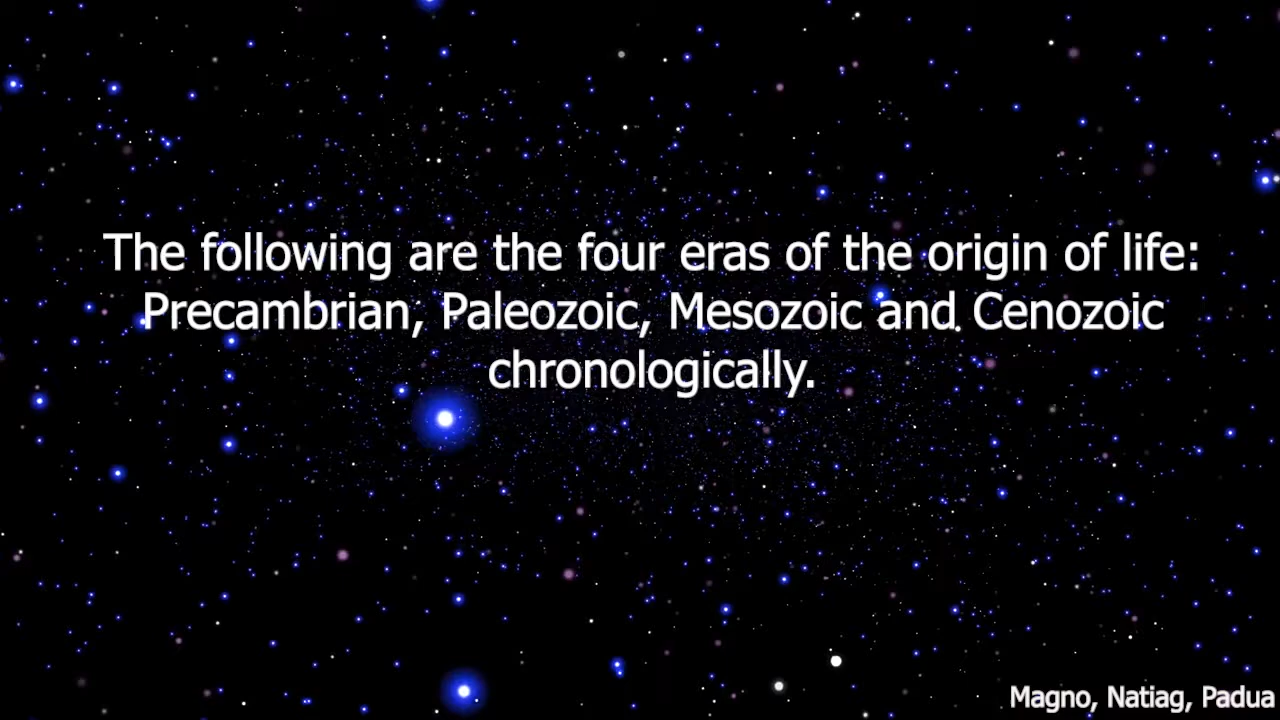 The following are the four eras of the origin of life:
Precambrian, Paleozoic, Mesozoic and Cenozoic
chronologically.
Magno, Natiag, Padua